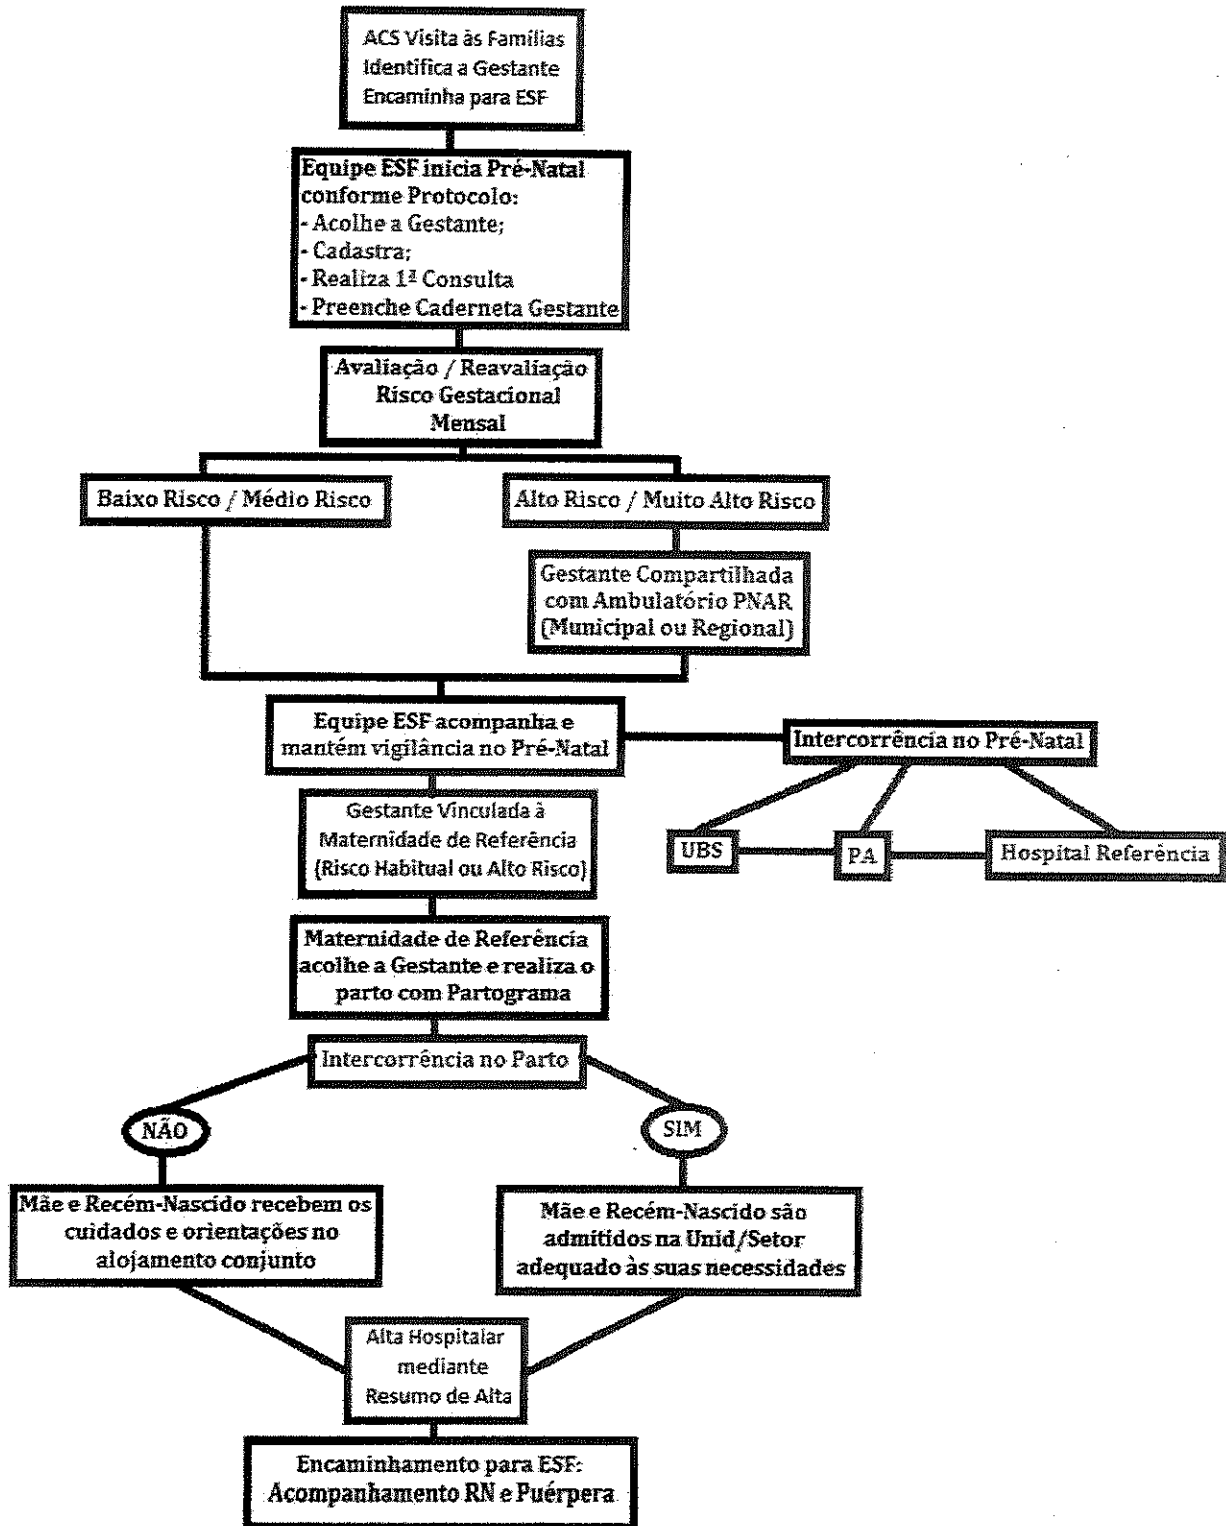 ACS Visita às Famílias
Identifica a Gestante
Encaminha para ESF
Equipe ESF inicia Pré-Natal
conforme Protocolo:
- Acolhe a Gestante;
- Cadastra;
- Realiza 1ª Consulta
- Preenche Caderneta Gestante
Avaliação / Reavaliação
Risco Gestacional
Mensal
Baixo Risco / Médio Risco
Alto Risco / Muito Alto Risco
Gestante Compartilhada
com Ambulatório PNAR
(Municipal ou Regional)
Equipe ESF acompanha e
mantém vigilância no Pré-Natal
Intercorrência no Pré-Natal
UBS
PA
Hospital Referência
Gestante Vinculada à
Maternidade de Referência
(Risco Habitual ou Alto Risco)
Maternidade de Referência
acolhe a Gestante e realiza o
parto com Partograma
Intercorrência no Parto
NÃO
SIM
Mãe e Recém-Nascido recebem os
cuidados e orientações no
alojamento conjunto
Mãe e Recém-Nascido são
admitidos na Unid/Setor
adequado às suas necessidades
Alta Hospitalar
mediante
Resumo de Alta
Encaminhamento para ESF:
Acompanhamento RN e Puérpera